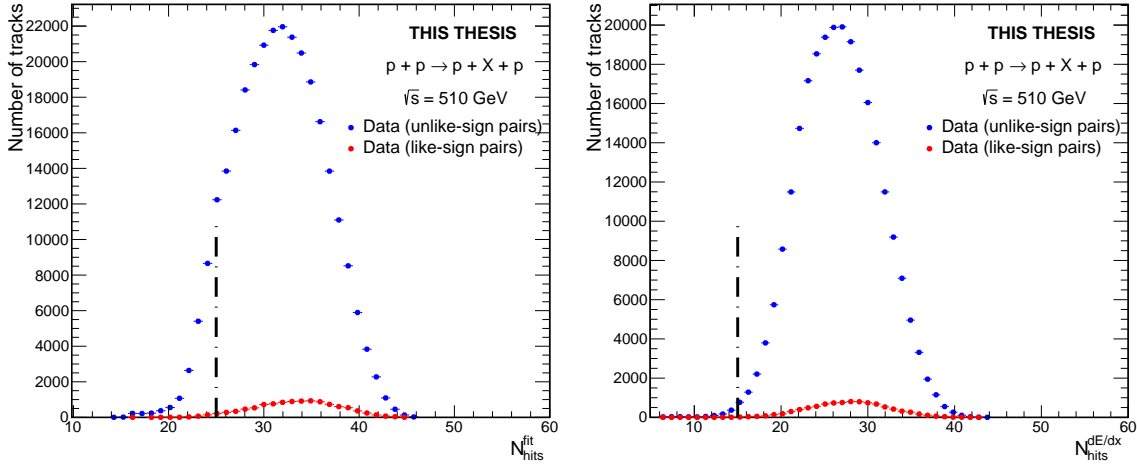 Number of tracks
22000
20000
18000
16000
14000
12000
10000
8000
6000
4000
2000
0
10 20 30 40 50 60
N_hits^fit
THIS THESIS
p + p → p + X + p
√s = 510 GeV
Data (unlike-sign pairs)
Data (like-sign pairs)
Number of tracks
20000
18000
16000
14000
12000
10000
8000
6000
4000
2000
0
10 20 30 40 50 60
N_hits^dE/dx
THIS THESIS
p + p → p + X + p
√s = 510 GeV
Data (unlike-sign pairs)
Data (like-sign pairs)